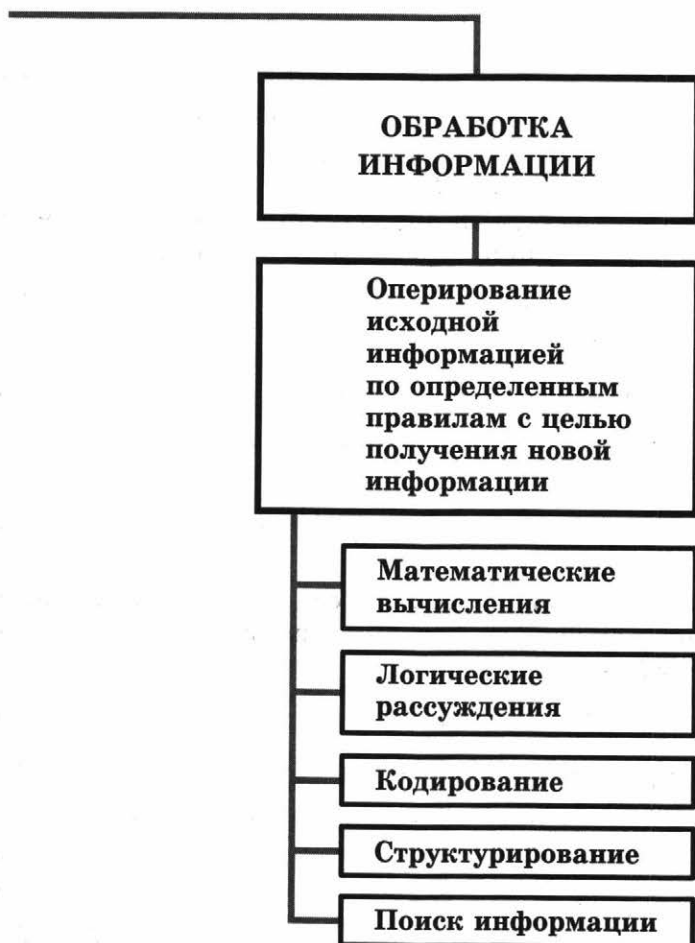 ОБРАБОТКА
ИНФОРМАЦИИ
Оперирование
исходной
информацией
по определенным
правилам с целью
получения новой
информации
Математические
вычисления
Логические
рассуждения
Кодирование
Структурирование
Поиск информации